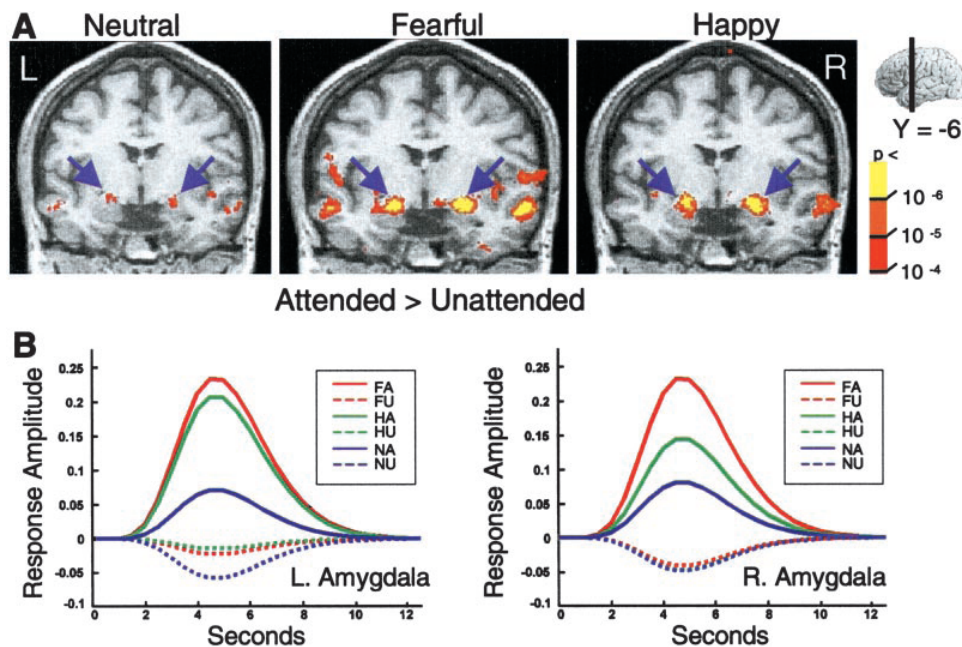 A
Neutral
Fearful
Happy
L
R
Y = -6
p <
10 -6
10 -5
10 -4
Attended > Unattended
B
Response Amplitude
0.25
0.2
0.15
0.1
0.05
0
-0.05
-0.1
0 2 4 6 8 10 12
Seconds
FA
FU
HA
HU
NA
NU
L. Amygdala
Response Amplitude
0.25
0.2
0.15
0.1
0.05
0
-0.05
-0.1
0 2 4 6 8 10 12
Seconds
FA
FU
HA
HU
NA
NU
R. Amygdala